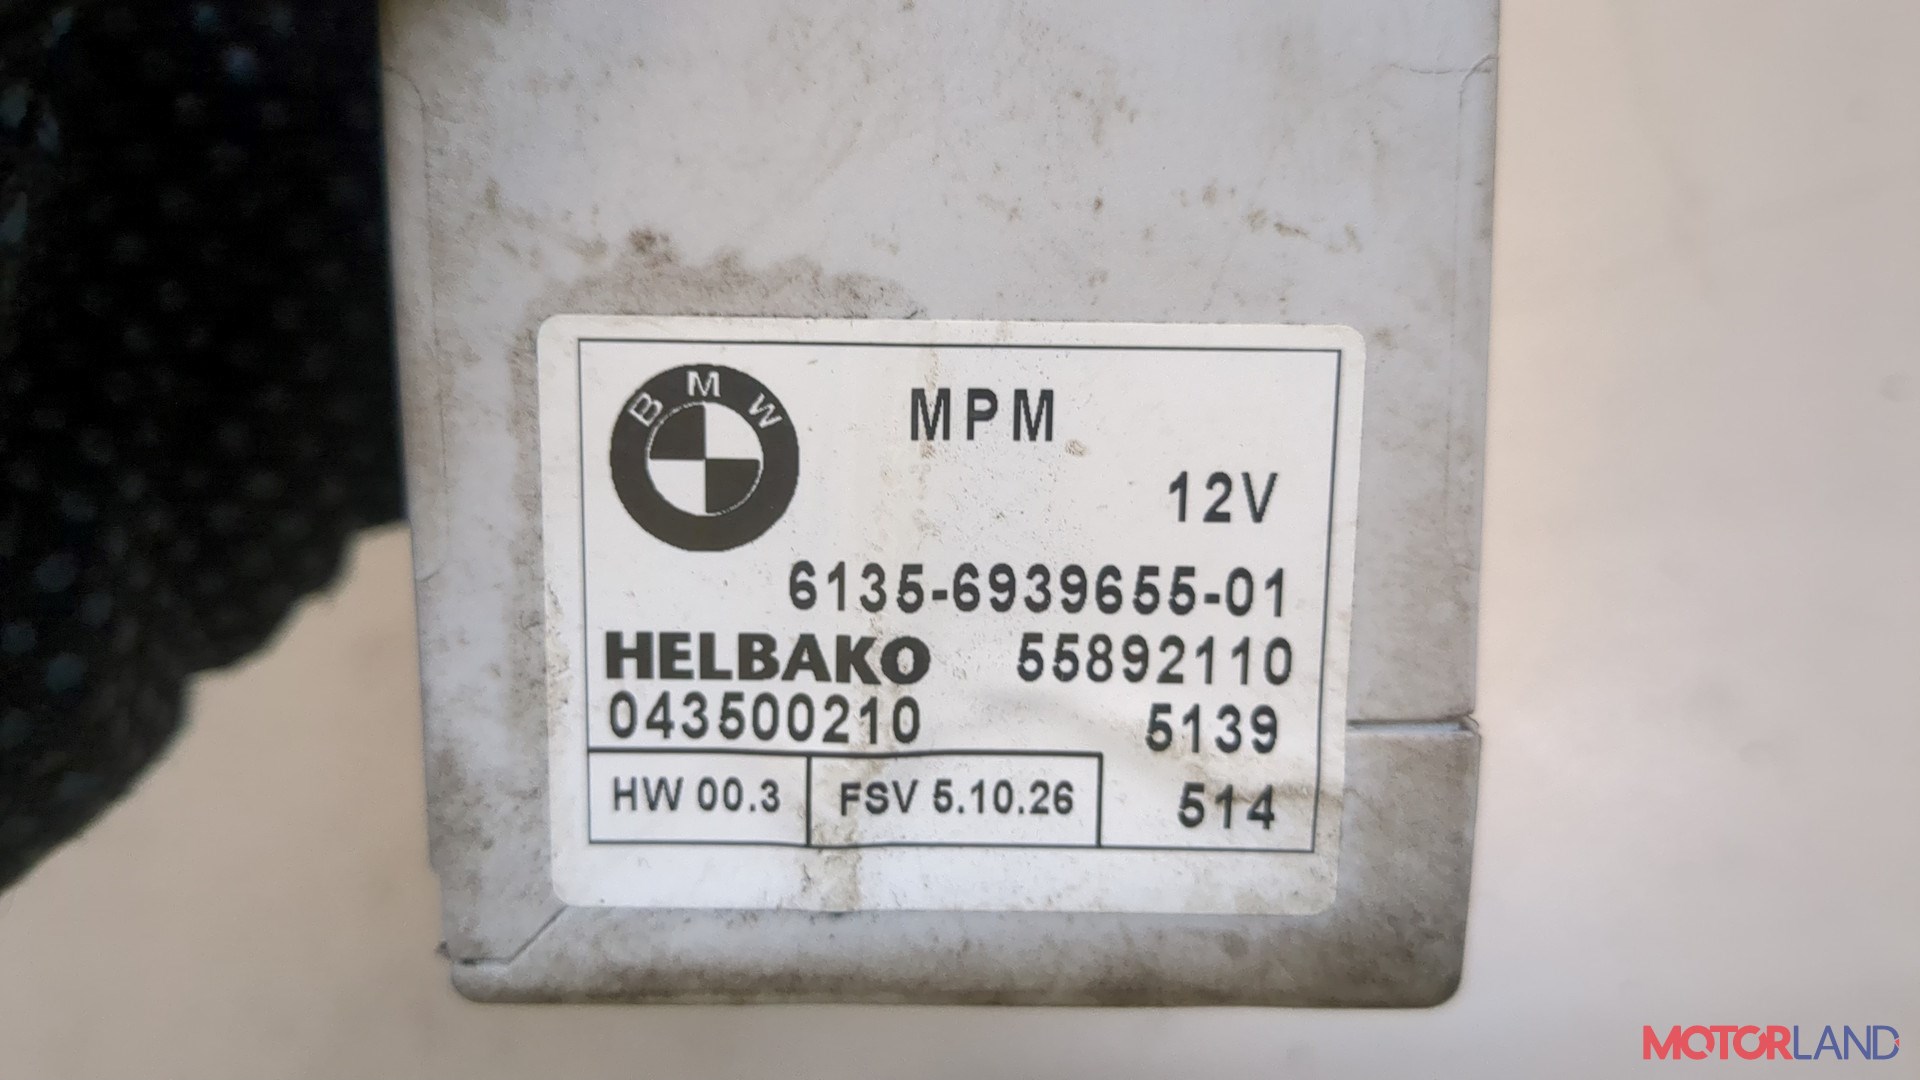 BMW
MPM
12V
6135-6939655-01
HELBAKO 55892110
043500210 5139
HW 00.3 FSV 5.10.26 514
MOTORLAND